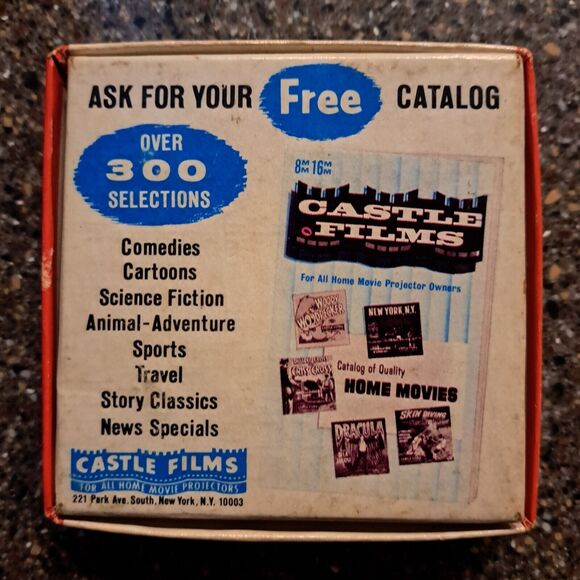 ASK FOR YOUR Free CATALOG
OVER
300
SELECTIONS
Comedies
Cartoons
Science Fiction
Animal-Adventure
Sports
Travel
Story Classics
News Specials
CASTLE FILMS
FOR ALL HOME MOVIE PROJECTORS
221 Park Ave. South, New York, N.Y. 10003
8MM 16MM
CASTLE
FILMS
For All Home Movie Projector Owners
WOODY
WOODPECKER
NEW YORK, N.Y.
Catalog of Quality
HOME MOVIES
DRACULA
SKIN DIVING